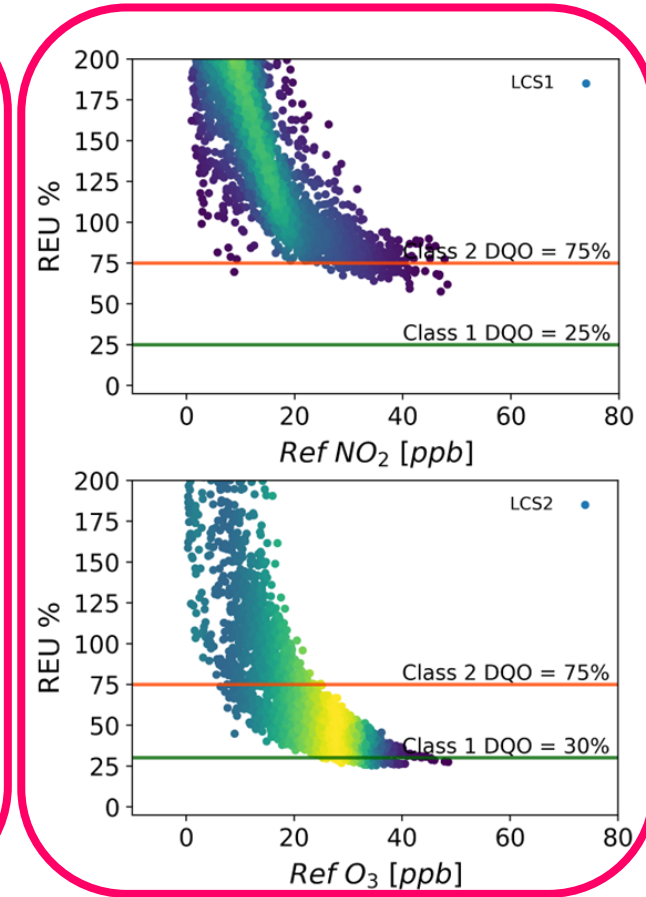 200
175
150
125
100
75
50
25
0
REU %
LCS1
Class 2 DQO = 75%
Class 1 DQO = 25%
0 20 40 60 80
Ref NO₂ [ppb]
200
175
150
125
100
75
50
25
0
REU %
LCS2
Class 2 DQO = 75%
Class 1 DQO = 30%
0 20 40 60 80
Ref O₃ [ppb]